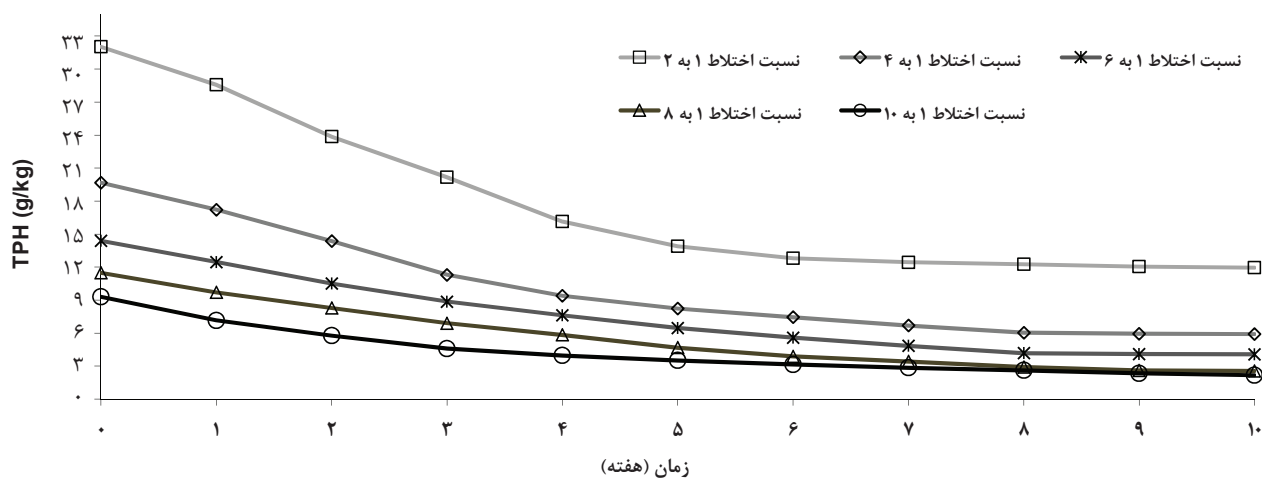 نسبت اختلاط ۱ به ۲
نسبت اختلاط ۱ به ۴
نسبت اختلاط ۱ به ۶
نسبت اختلاط ۱ به ۸
نسبت اختلاط ۱ به ۱۰
TPH (g/kg)
۳۳
۳۰
۲۷
۲۴
۲۱
۱۸
۱۵
۱۲
۹
۶
۳
۰
۰ ۱ ۲ ۳ ۴ ۵ ۶ ۷ ۸ ۹ ۱۰
زمان (هفته)